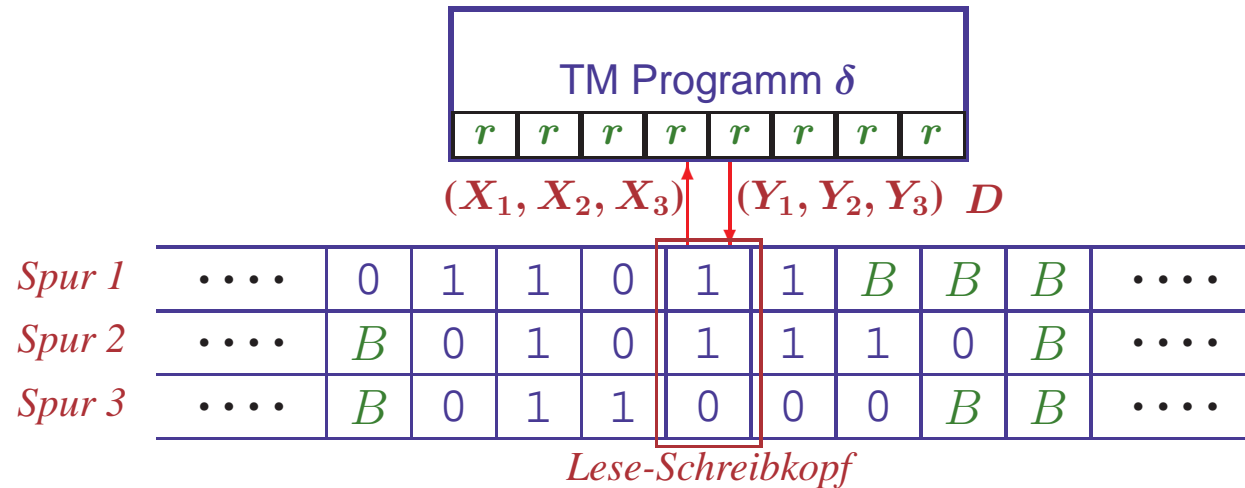 TM Programm δ
r r r r r r r r
(X₁, X₂, X₃) (Y₁, Y₂, Y₃) D
Spur 1 · · · · 0 1 1 0 1 1 B B B · · · ·
Spur 2 · · · · B 0 1 0 1 1 1 0 B · · · ·
Spur 3 · · · · B 0 1 1 0 0 0 B B · · · ·
Lese-Schreibkopf